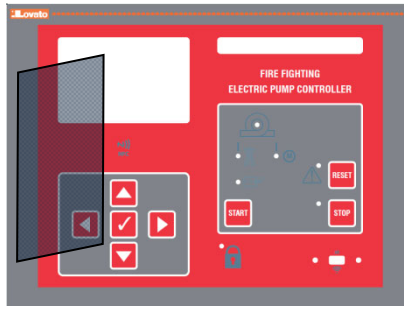 Lovato
FIRE FIGHTING
ELECTRIC PUMP CONTROLLER
RESET
START
STOP